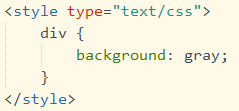 <style type="text/css">
    div {
        background: gray;
    }
</style>